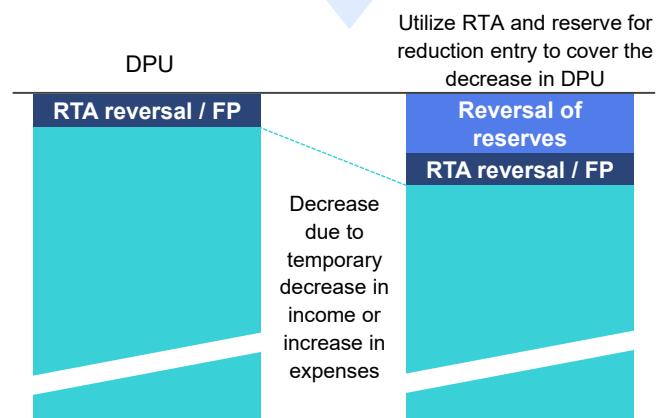 DPU
Utilize RTA and reserve for
reduction entry to cover the
decrease in DPU
RTA reversal / FP
Reversal of
reserves
RTA reversal / FP
Decrease
due to
temporary
decrease in
income or
increase in
expenses